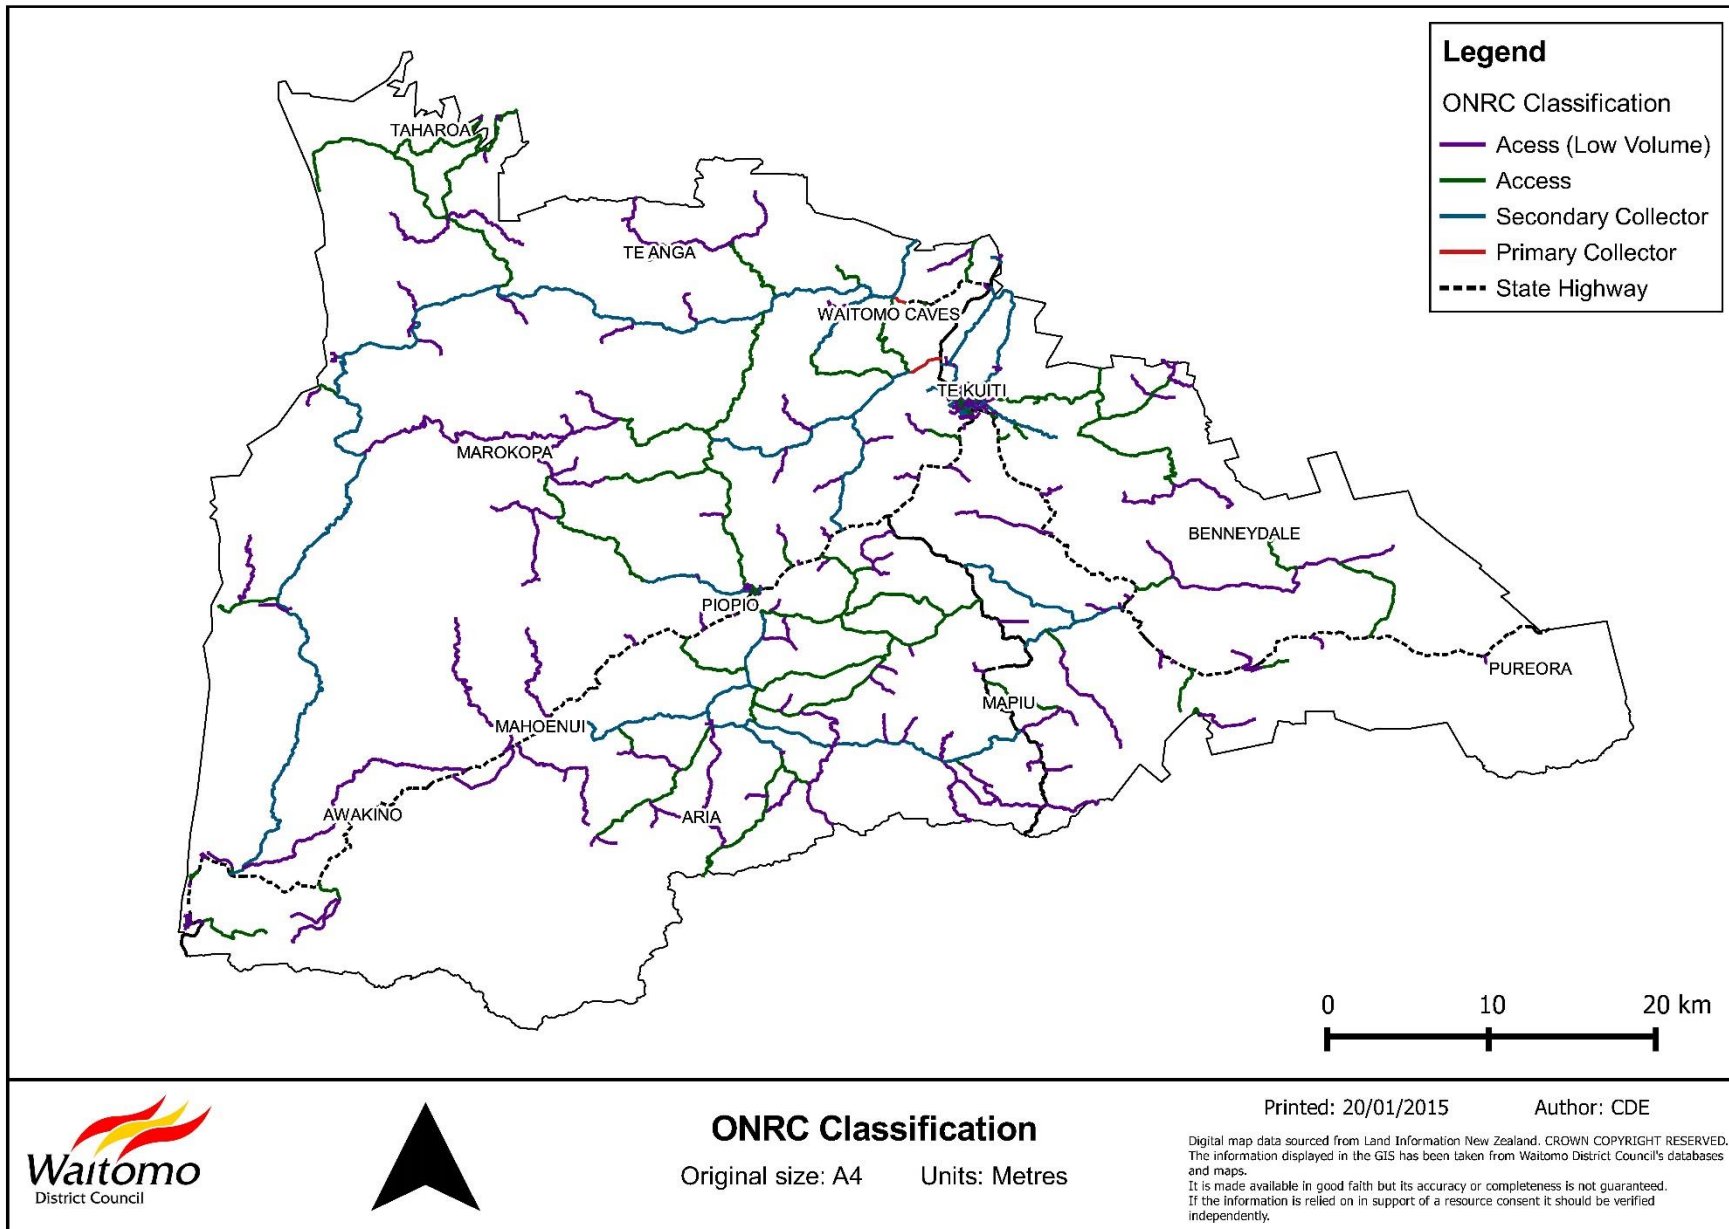 Legend
ONRC Classification
Acess (Low Volume)
Access
Secondary Collector
Primary Collector
State Highway
TAHAROA
TE ANGA
WAITOMO CAVES
TE KUITI
MAROKOPA
BENNEYDALE
PIOPIO
PUREORA
MAPIU
MAHOENUI
AWAKINO
ARIA
0 10 20 km
Waitomo
District Council
ONRC Classification
Original size: A4 Units: Metres
Printed: 20/01/2015 Author: CDE
Digital map data sourced from Land Information New Zealand. CROWN COPYRIGHT RESERVED.
The information displayed in the GIS has been taken from Waitomo District Council's databases
and maps.
It is made available in good faith but its accuracy or completeness is not guaranteed.
If the information is relied on in support of a resource consent it should be verified
independently.